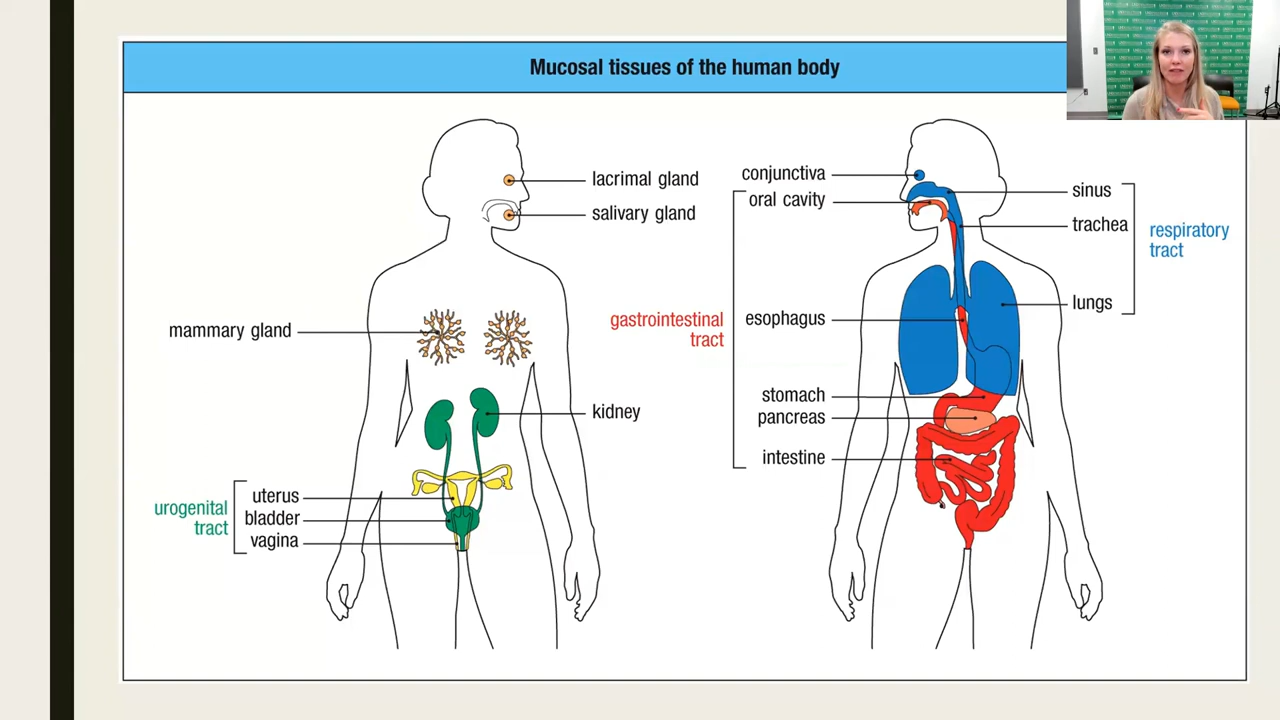 Mucosal tissues of the human body
lacrimal gland
salivary gland
mammary gland
kidney
urogenital
tract
uterus
bladder
vagina
conjunctiva
oral cavity
gastrointestinal
tract
esophagus
stomach
pancreas
intestine
sinus
trachea
lungs
respiratory
tract